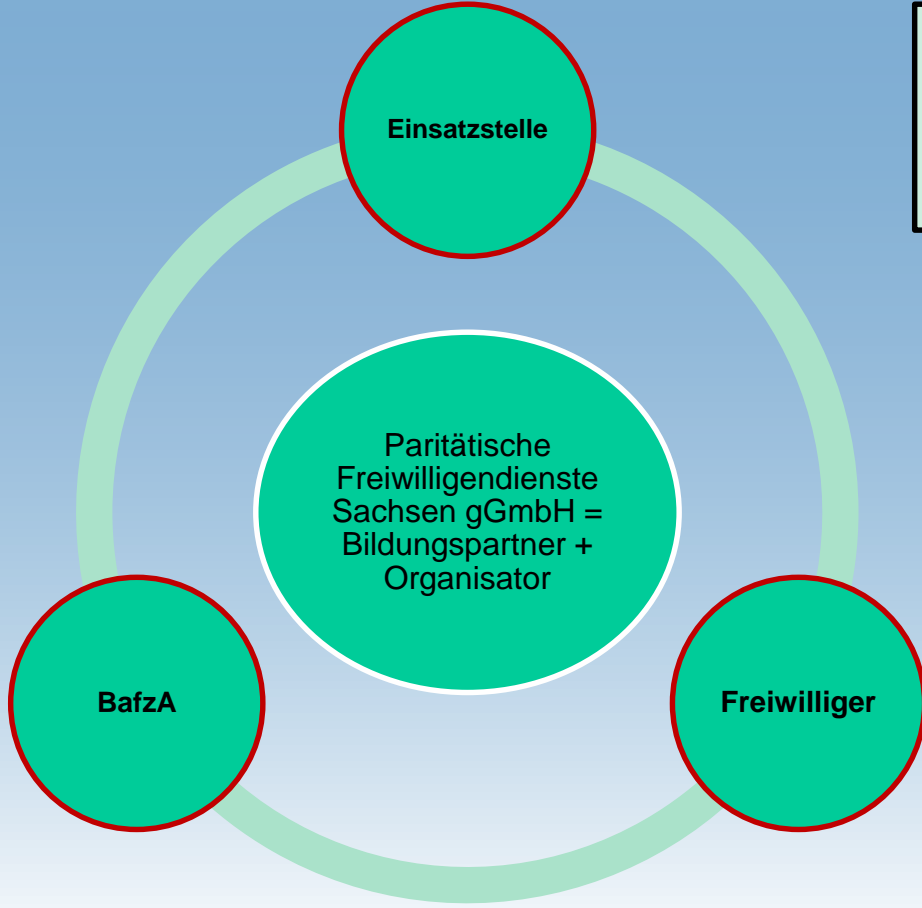 Einsatzstelle
Paritätische
Freiwilligendienste
Sachsen gGmbH =
Bildungspartner +
Organisator
BafzA
Freiwilliger